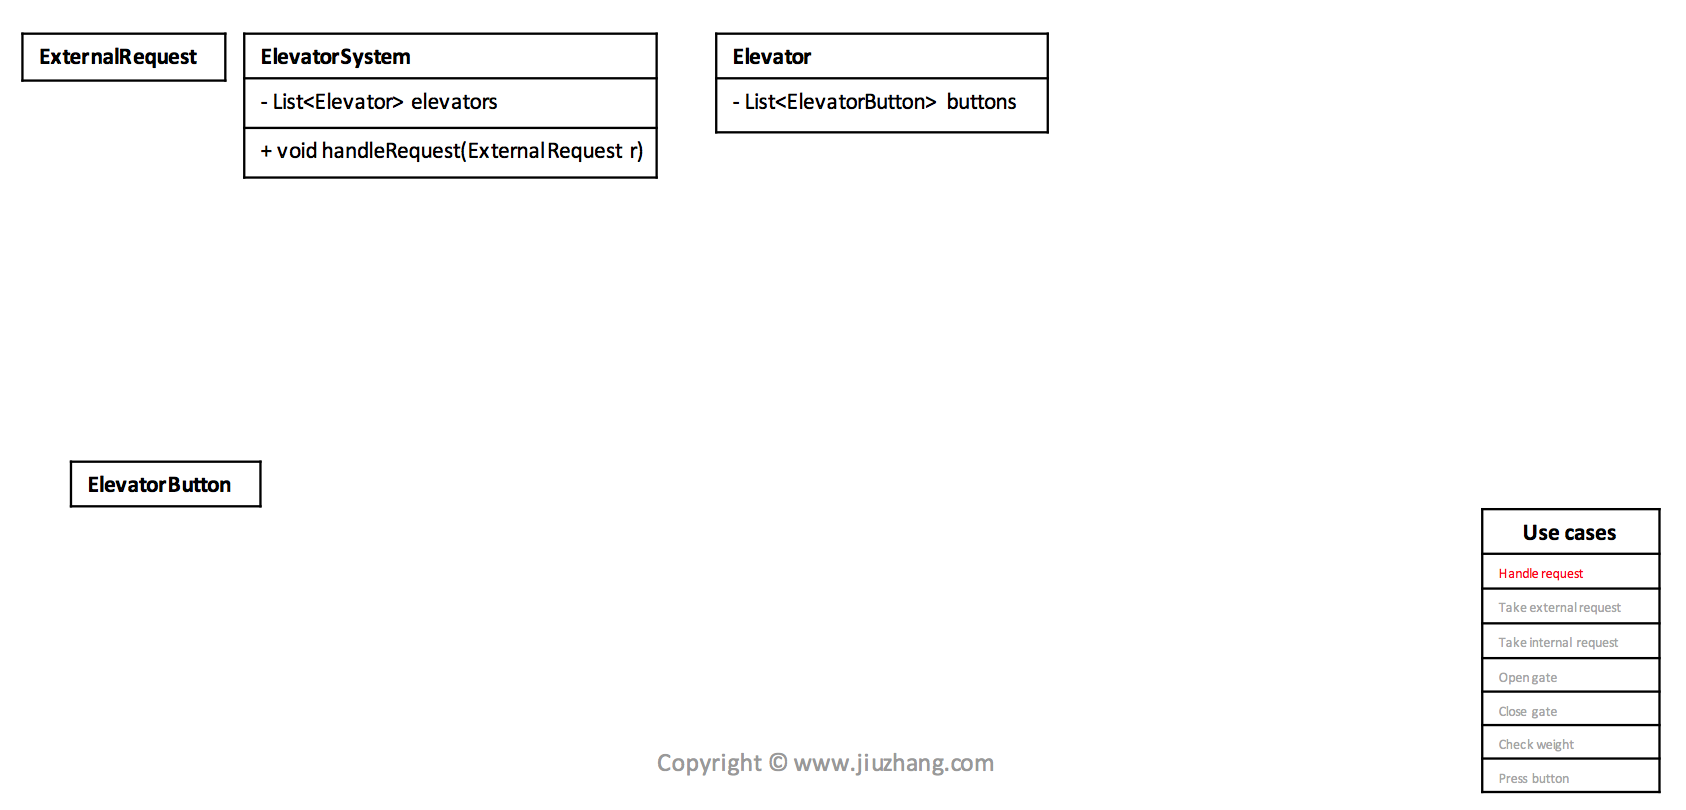 ExternalRequest
ElevatorSystem
- List<Elevator> elevators
+ void handleRequest(ExternalRequest r)
Elevator
- List<ElevatorButton> buttons
ElevatorButton
Use cases
Handle request
Take external request
Take internal request
Open gate
Close gate
Check weight
Press button
Copyright © www.jiuzhang.com